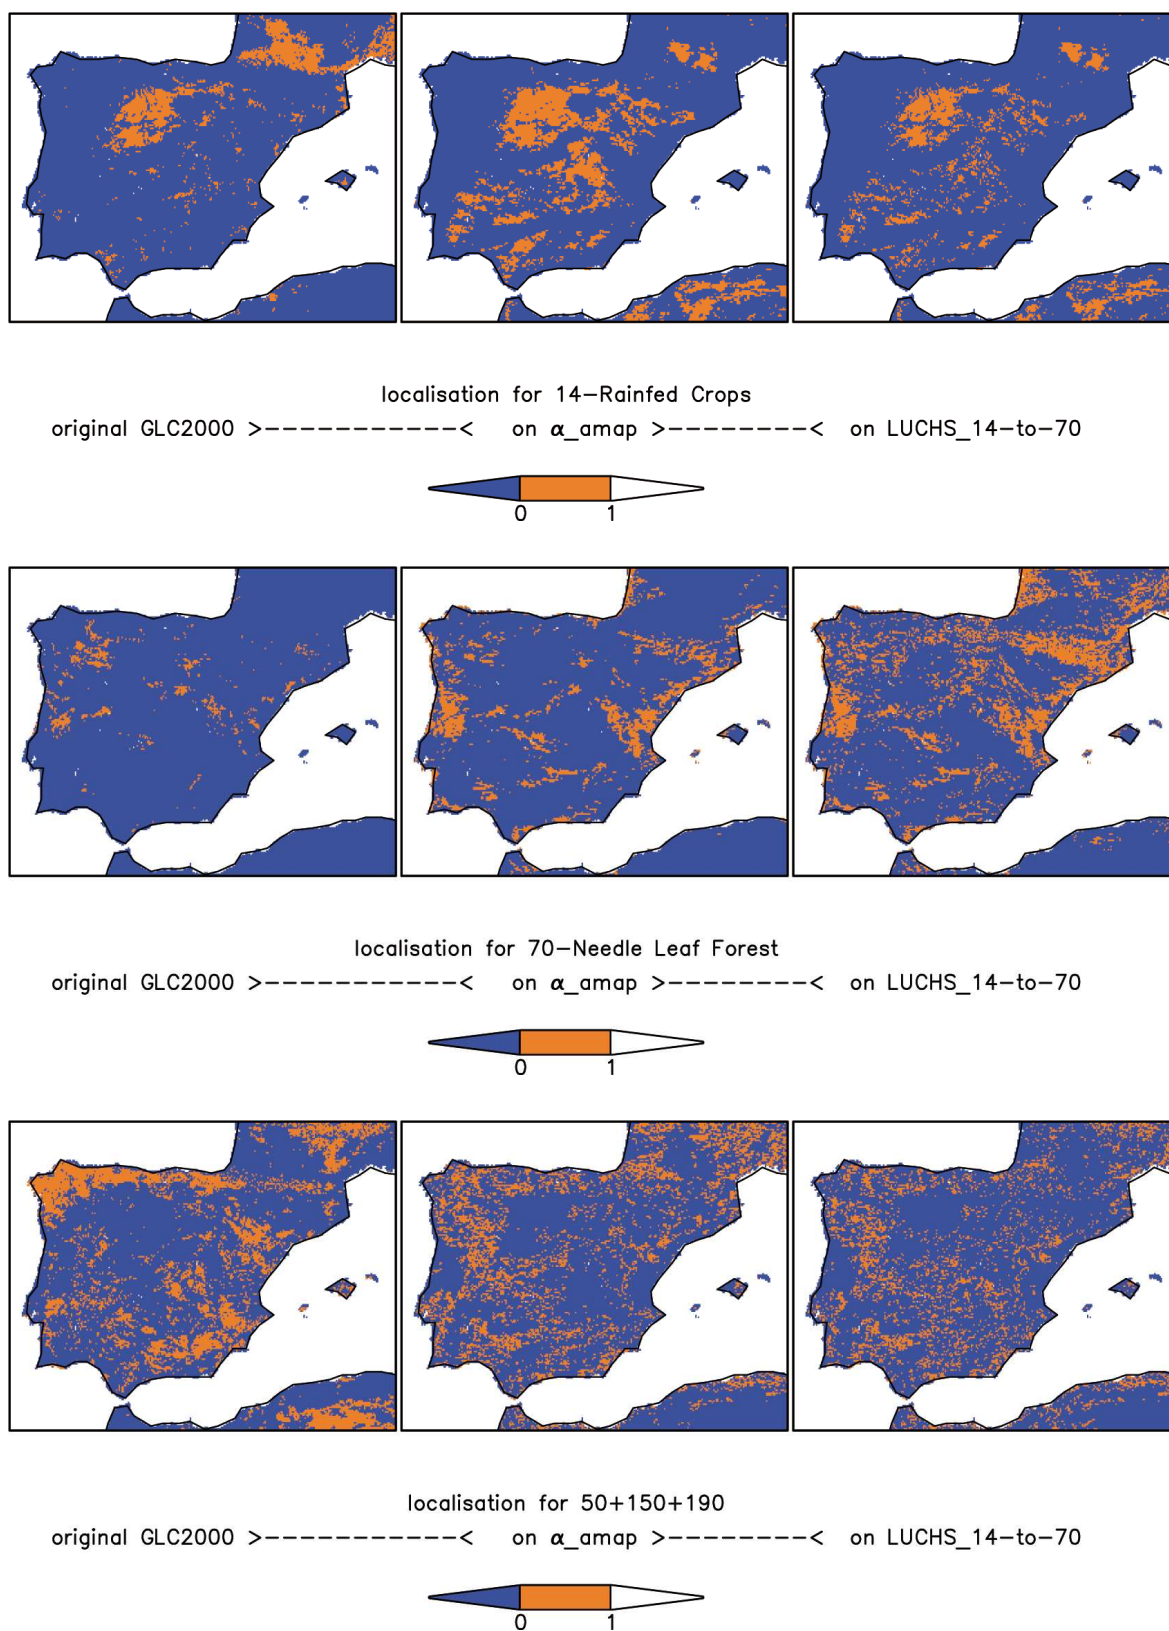 localisation for 14−Rainfed Crops
original GLC2000 >−−−−−−−−−−−−< on α_amap >−−−−−−−−< on LUCHS_14−to−70
0 1
localisation for 70−Needle Leaf Forest
original GLC2000 >−−−−−−−−−−−−< on α_amap >−−−−−−−−< on LUCHS_14−to−70
0 1
localisation for 50+150+190
original GLC2000 >−−−−−−−−−−−−< on α_amap >−−−−−−−−< on LUCHS_14−to−70
0 1